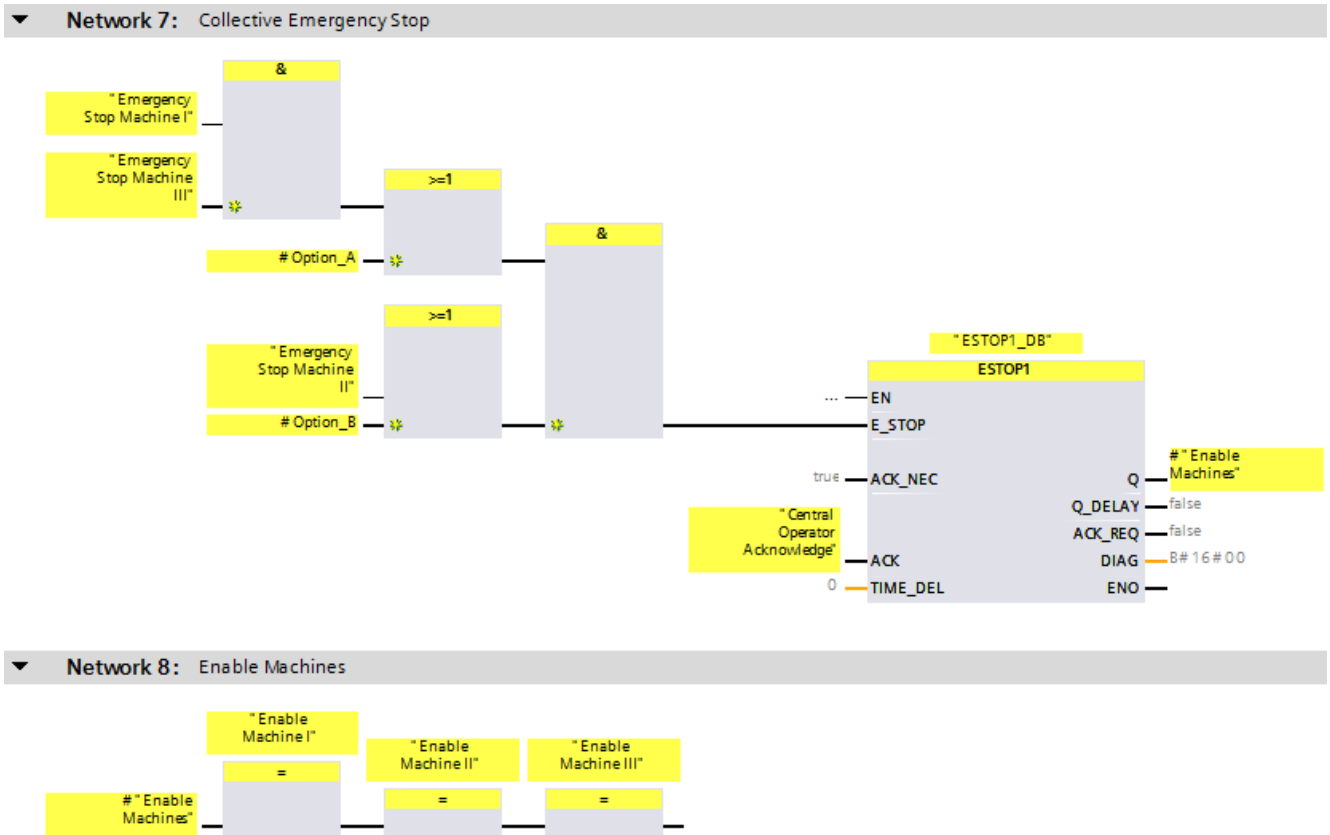 Network 7: Collective Emergency Stop
&
"Emergency
Stop Machine I"
"Emergency
Stop Machine
III"
>=1
#Option_A
&
>=1
"Emergency
Stop Machine
II"
#Option_B
"ESTOP1_DB"
ESTOP1
... EN
E_STOP
true ACK_NEC
"Central
Operator
Acknowledge"
ACK
0 TIME_DEL
#"Enable
Machines"
Q
Q_DELAY false
ACK_REQ false
DIAG B#16#00
ENO
Network 8: Enable Machines
"Enable
Machine I"
=
"Enable
Machine II"
=
"Enable
Machine III"
=
#"Enable
Machines"